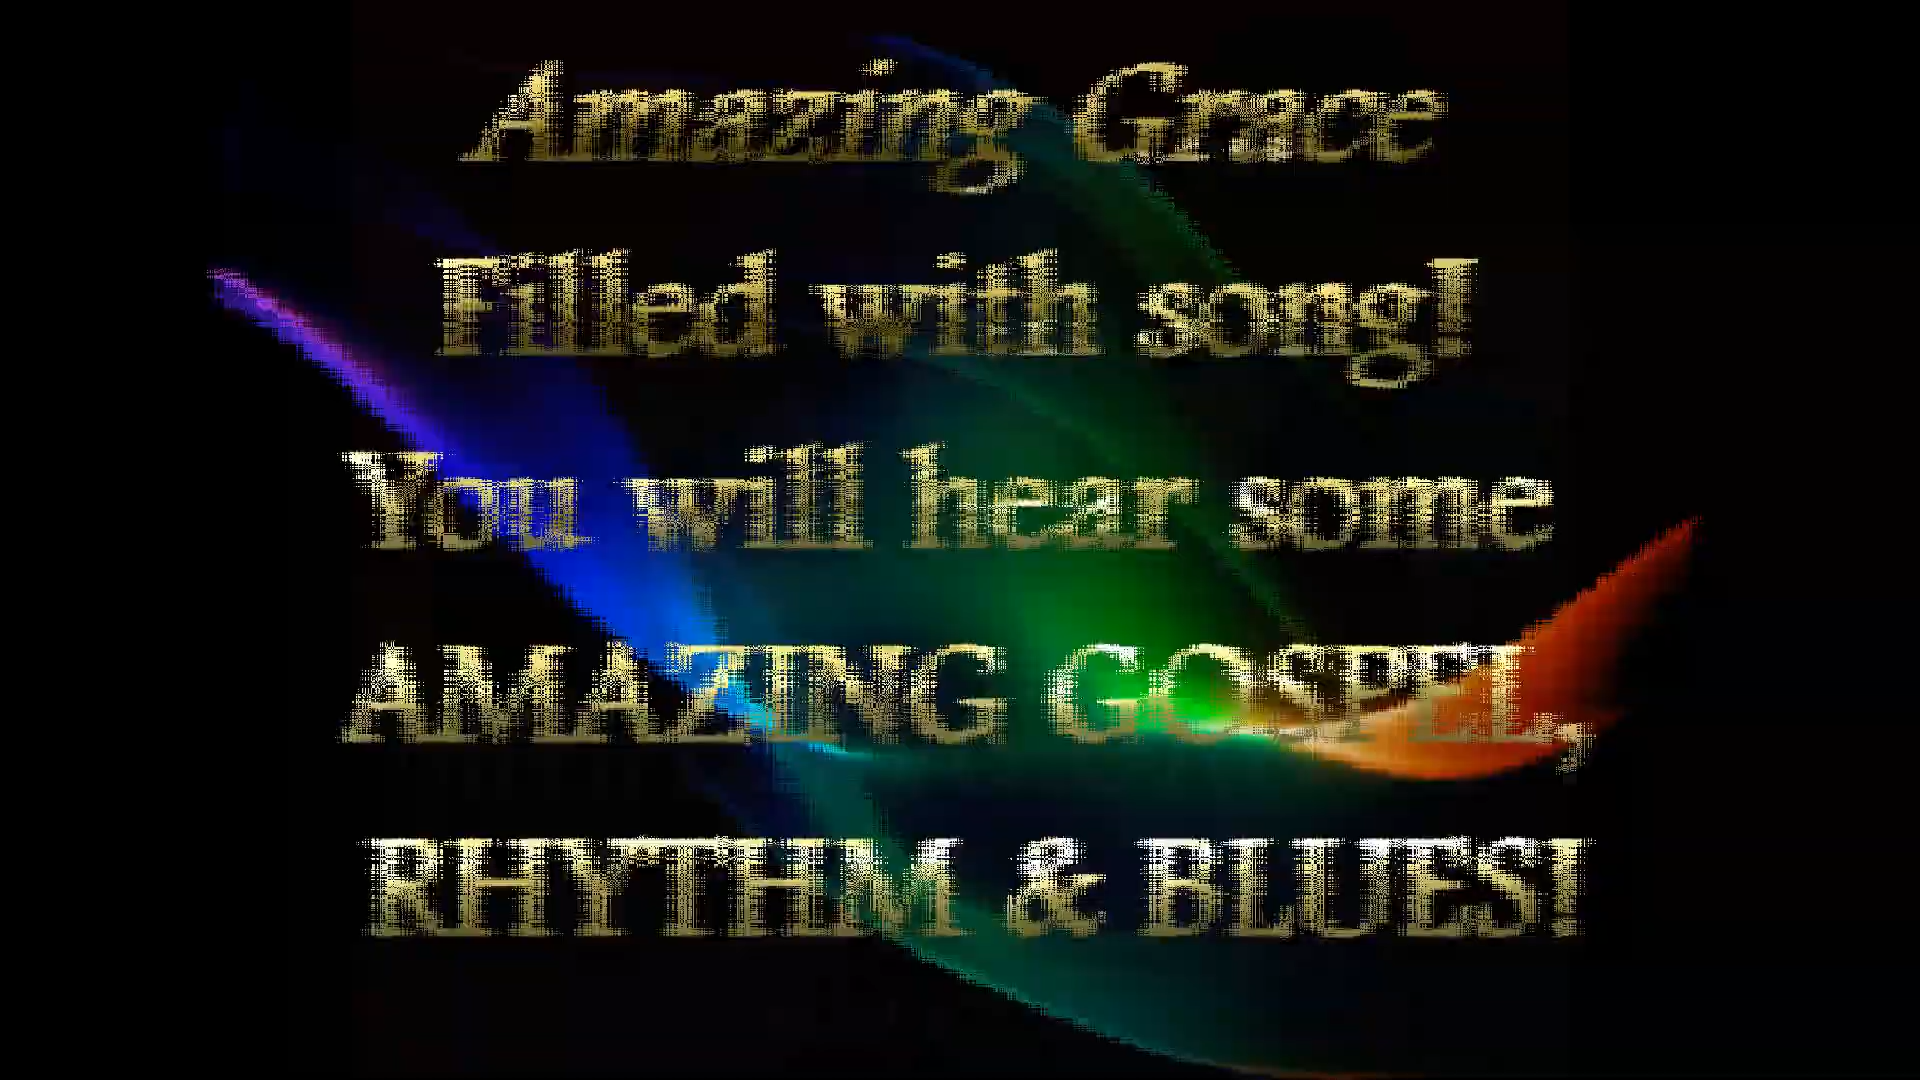 Amazing Grace
Filled with song!
You will hear some
AMAZING GOSPEL,
RHYTHM & BLUES!